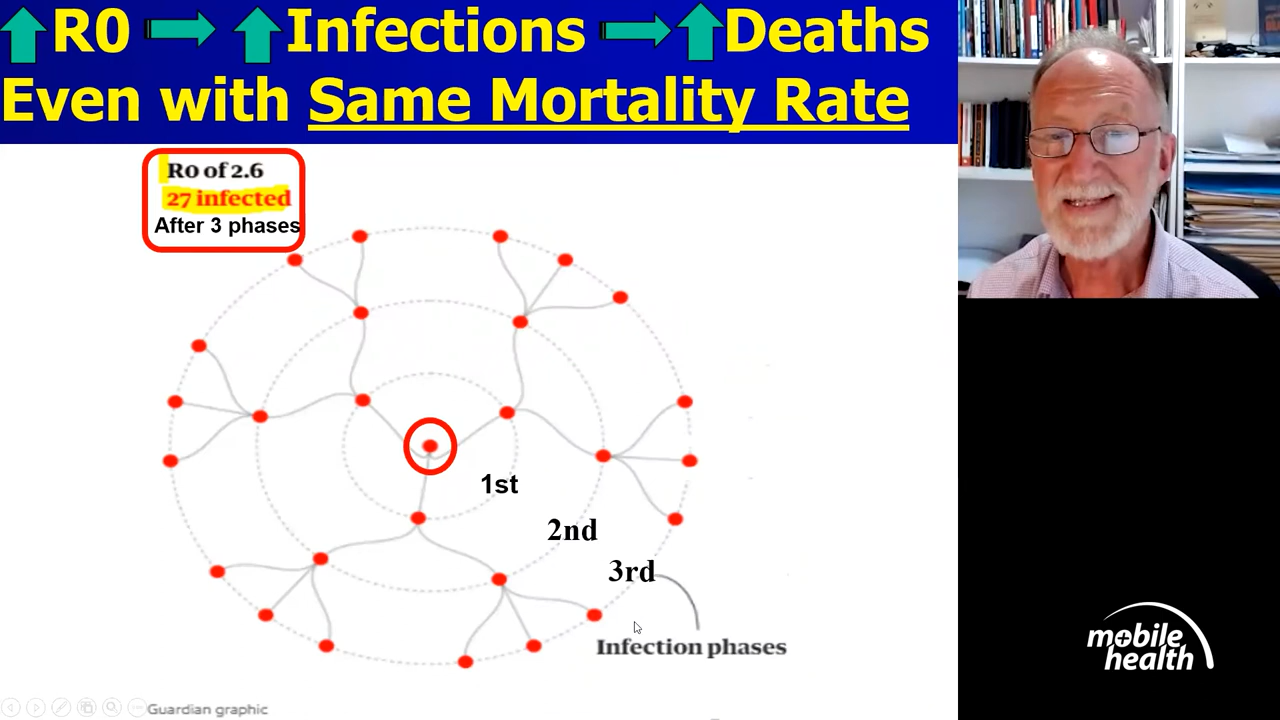 R0 Infections Deaths
Even with Same Mortality Rate
R0 of 2.6
27 infected
After 3 phases
1st
2nd
3rd
Infection phases
Guardian graphic
mobile
health